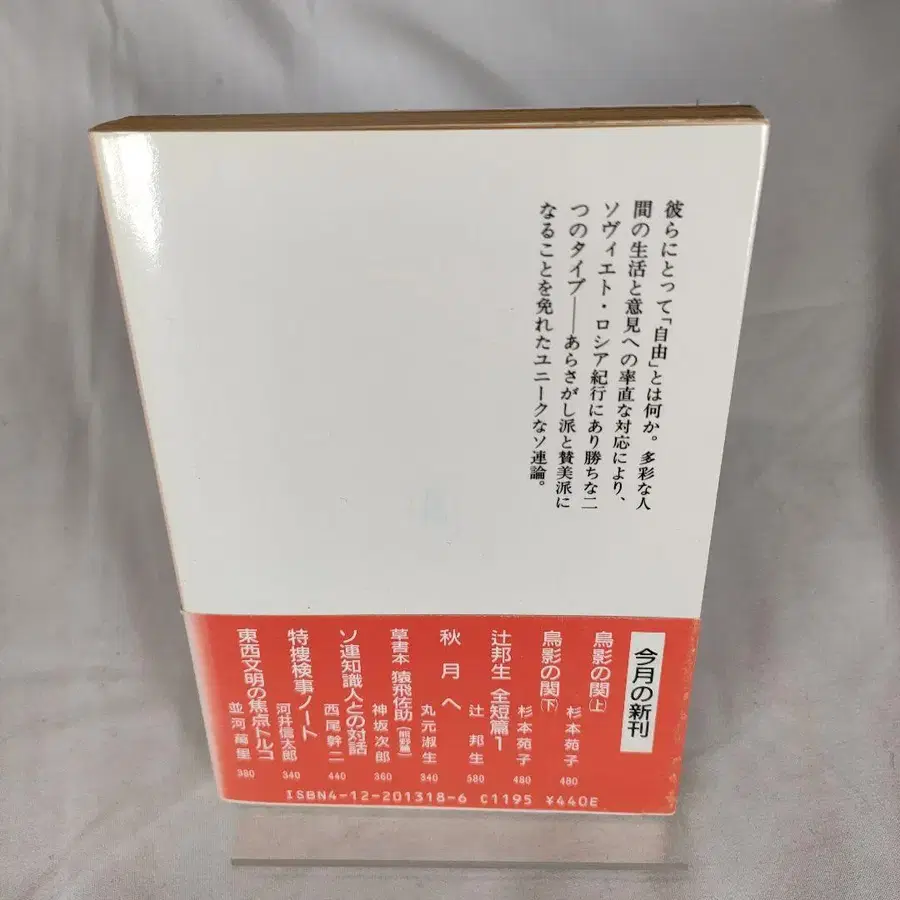 彼らにとって「自由」とは何か。多彩な人
間の生活と意見への率直な対応により、
ソヴィエト・ロシア紀行にあり勝ちな二
つのタイプ――あらさがし派と賛美派に
なることを免れたユニークなソ連論。
今月の新刊
鳥影の関(上) 杉本苑子 480
鳥影の関(下) 杉本苑子 480
辻邦生 全短篇1 辻邦生 580
秋月へ 丸元淑生 340
草書本 猿飛佐助(熊野篇) 神坂次郎 360
ソ連知識人との対話 西尾幹二 440
特捜検事ノート 河井信太郎 340
東西文明の焦点トルコ 並河萬里 380
ISBN4-12-201318-6 C1195 ¥440E